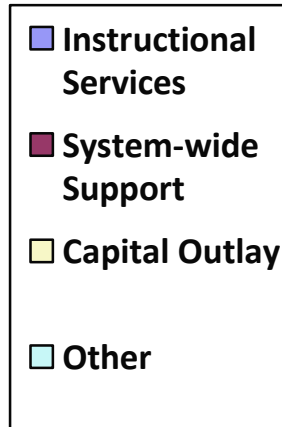 Instructional
Services
System-wide
Support
Capital Outlay
Other